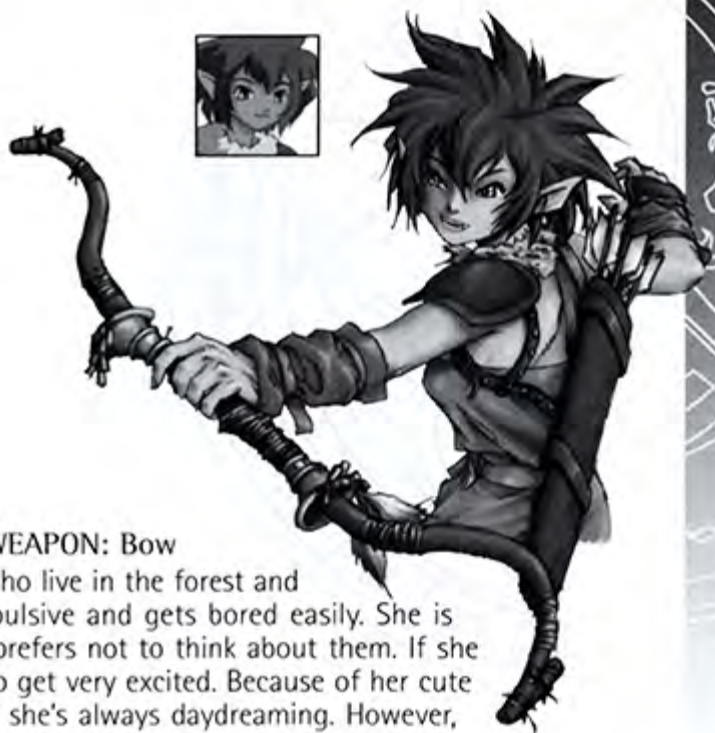 WEAPON: Bow
ho live in the forest and
pulsive and gets bored easily. She is
prefers not to think about them. If she
o get very excited. Because of her cute
she's always daydreaming. However,